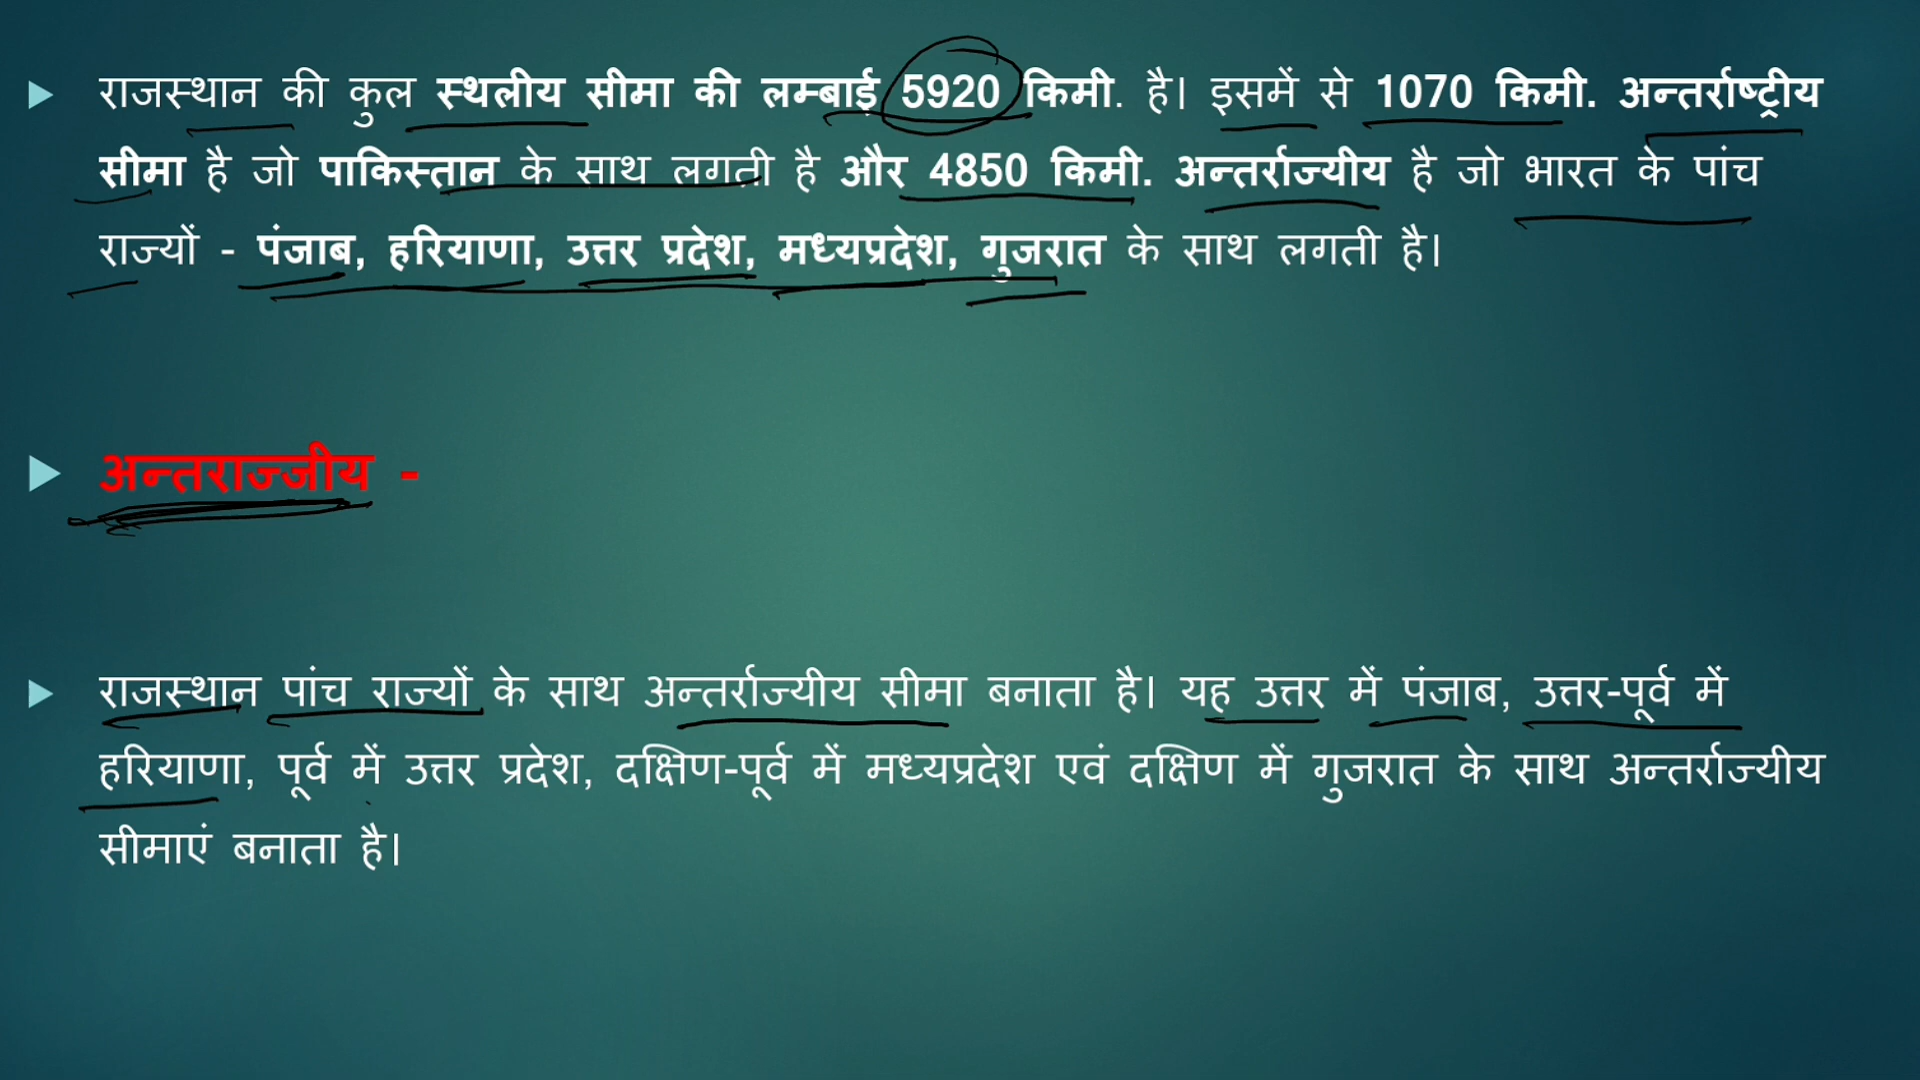 राजस्थान की कुल स्थलीय सीमा की लम्बाई 5920 किमी. है। इसमें से 1070 किमी. अन्तर्राष्ट्रीय
सीमा है जो पाकिस्तान के साथ लगती है और 4850 किमी. अन्तर्राज्यीय है जो भारत के पांच
राज्यों - पंजाब, हरियाणा, उत्तर प्रदेश, मध्यप्रदेश, गुजरात के साथ लगती है।
अन्तराज्जीय -
राजस्थान पांच राज्यों के साथ अन्तर्राज्यीय सीमा बनाता है। यह उत्तर में पंजाब, उत्तर-पूर्व में
हरियाणा, पूर्व में उत्तर प्रदेश, दक्षिण-पूर्व में मध्यप्रदेश एवं दक्षिण में गुजरात के साथ अन्तर्राज्यीय
सीमाएं बनाता है।